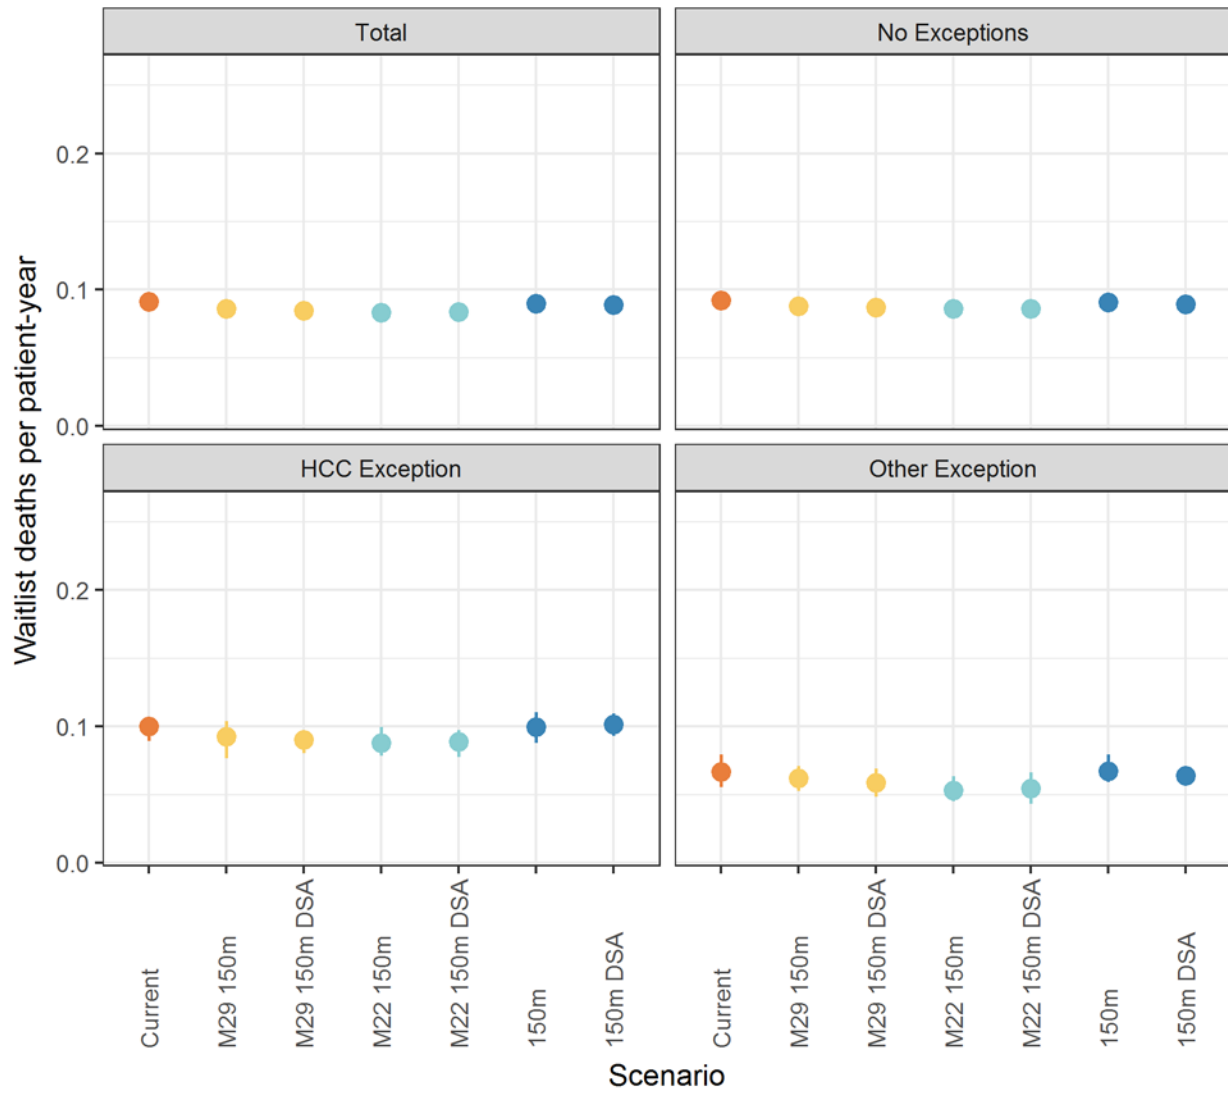 Total
No Exceptions
0.2
0.1
0.0
HCC Exception
Other Exception
0.2
0.1
0.0
Waitlist deaths per patient-year
Current
M29 150m
M29 150m DSA
M22 150m
M22 150m DSA
150m
150m DSA
Current
M29 150m
M29 150m DSA
M22 150m
M22 150m DSA
150m
150m DSA
Scenario